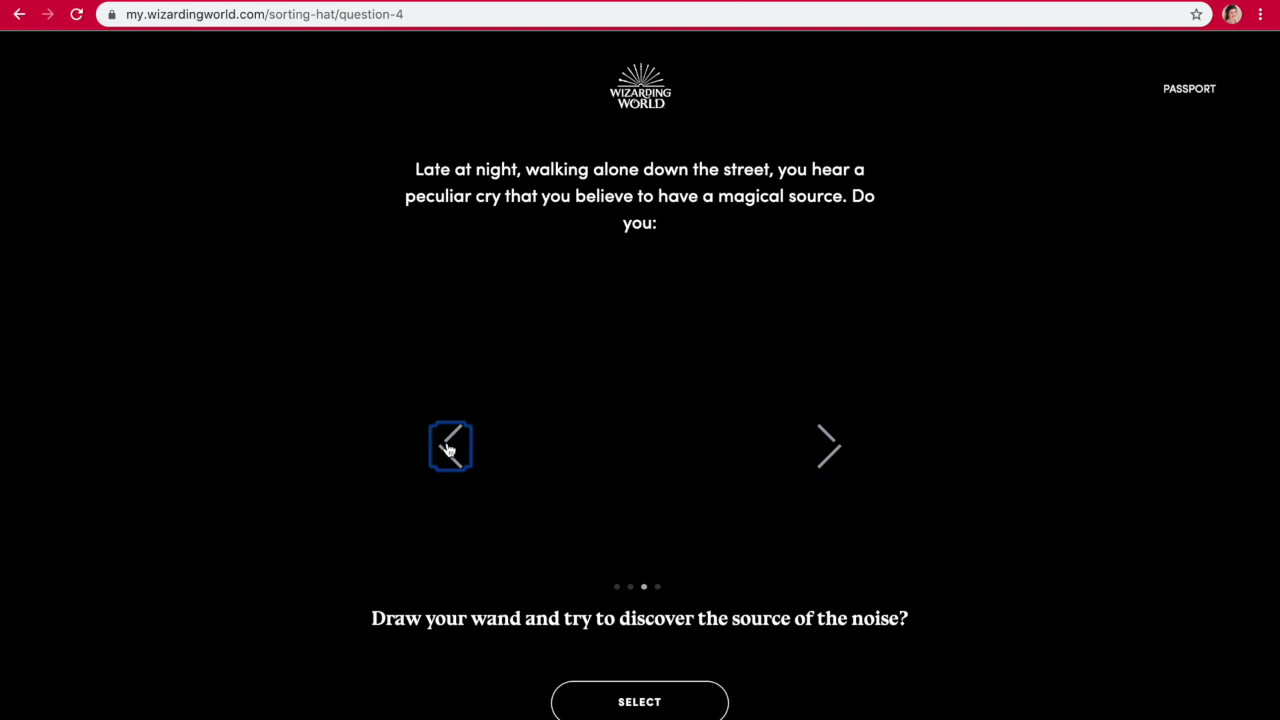 my.wizardingworld.com/sorting-hat/question-4
WIZARDING
WORLD
PASSPORT
Late at night, walking alone down the street, you hear a
peculiar cry that you believe to have a magical source. Do
you:
Draw your wand and try to discover the source of the noise?
SELECT